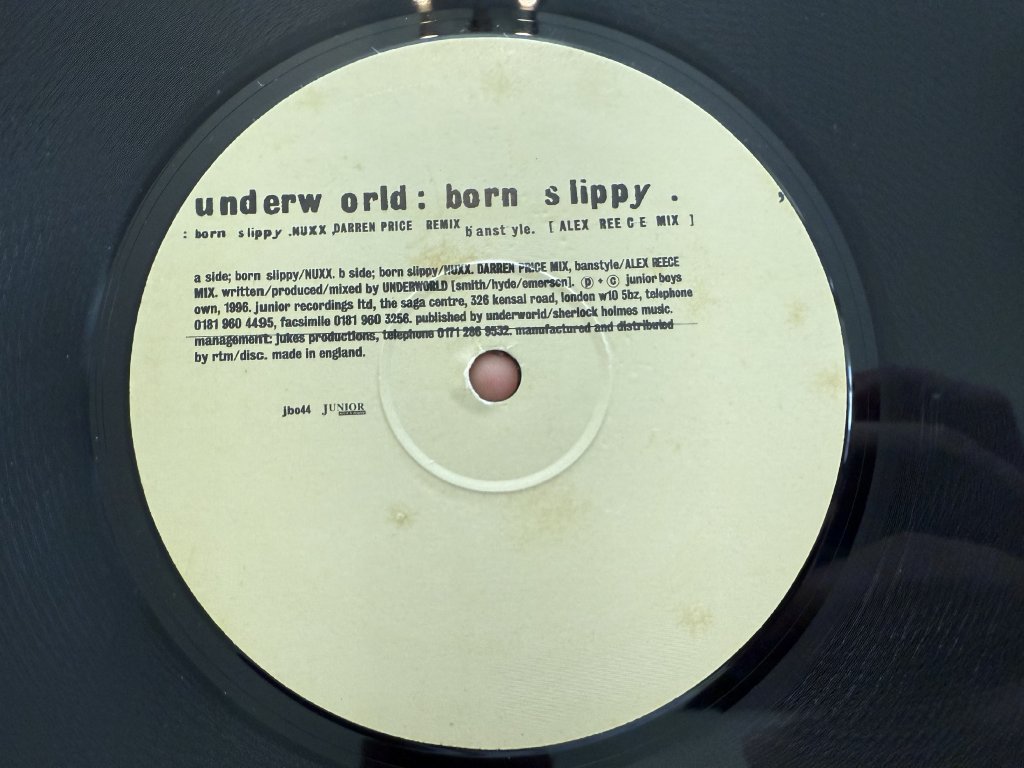 underw orld: born slippy .
: born slippy .NUXX ,DARREN PRICE REMIX banst yle. [ ALEX REECE MIX ]
a side; born slippy/NUXX. b side; born slippy/NUXX. DARREN PRICE MIX, banstyle/ALEX REECE
MIX. written/produced/mixed by UNDERWORLD [smith/hyde/emerson]. ℗ + © junior boys
own, 1996. junior recordings ltd, the saga centre, 326 kensal road, london w10 5bz, telephone
0181 960 4495, facsimile 0181 960 3256. published by underworld/sherlock holmes music.
management: jukes productions, telephone 0171 286 9532. manufactured and distributed
by rtm/disc. made in england.
jbo44 JUNIOR